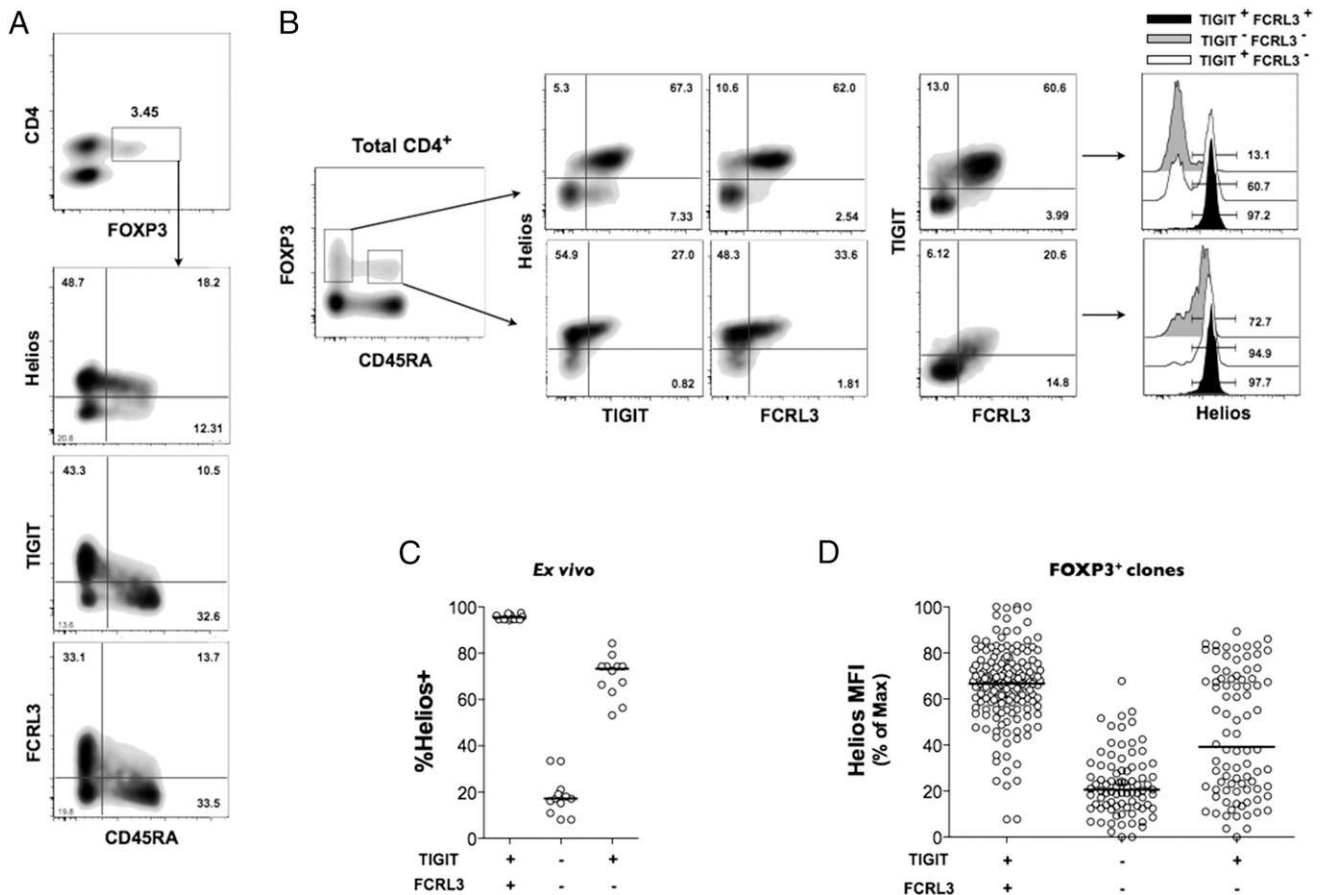 A
CD4
3.45
FOXP3
48.7 18.2
Helios
20.8 12.31
43.3 10.5
TIGIT
13.6 32.6
33.1 13.7
FCRL3
19.8 33.5
CD45RA
B
TIGIT + FCRL3 +
TIGIT - FCRL3 -
TIGIT + FCRL3 -
Total CD4+
FOXP3
CD45RA
Helios
5.3 67.3
7.33
10.6 62.0
2.54
54.9 27.0
0.82
48.3 33.6
1.81
TIGIT FCRL3
TIGIT
13.0 60.6
3.99
6.12 20.6
14.8
FCRL3
13.1
60.7
97.2
72.7
94.9
97.7
Helios
C
Ex vivo
%Helios+
100
80
60
40
20
0
TIGIT + - +
FCRL3 + - -
D
FOXP3+ clones
Helios MFI
(% of Max)
100
80
60
40
20
0
TIGIT + - +
FCRL3 + - -